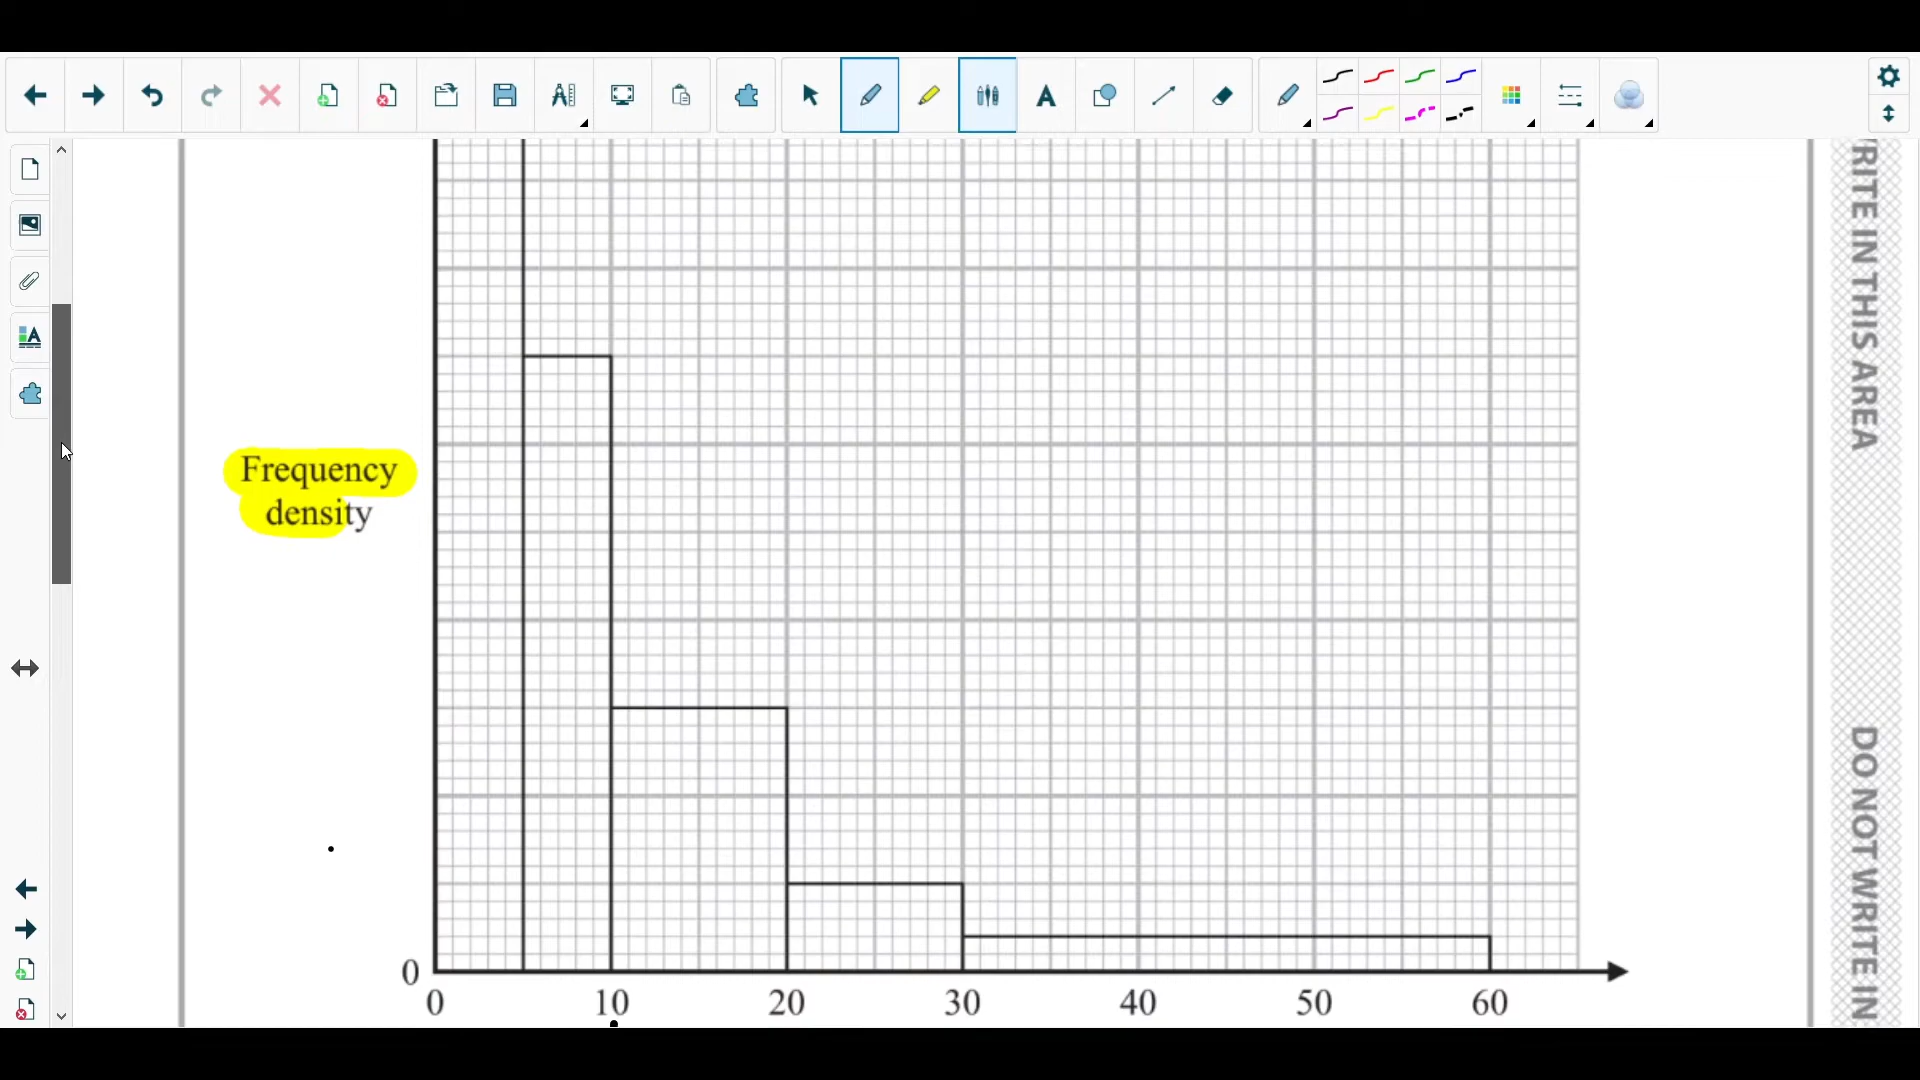 RITE IN THIS AREA
Frequency
density
DO NOT WRITE IN
0
0 10 20 30 40 50 60